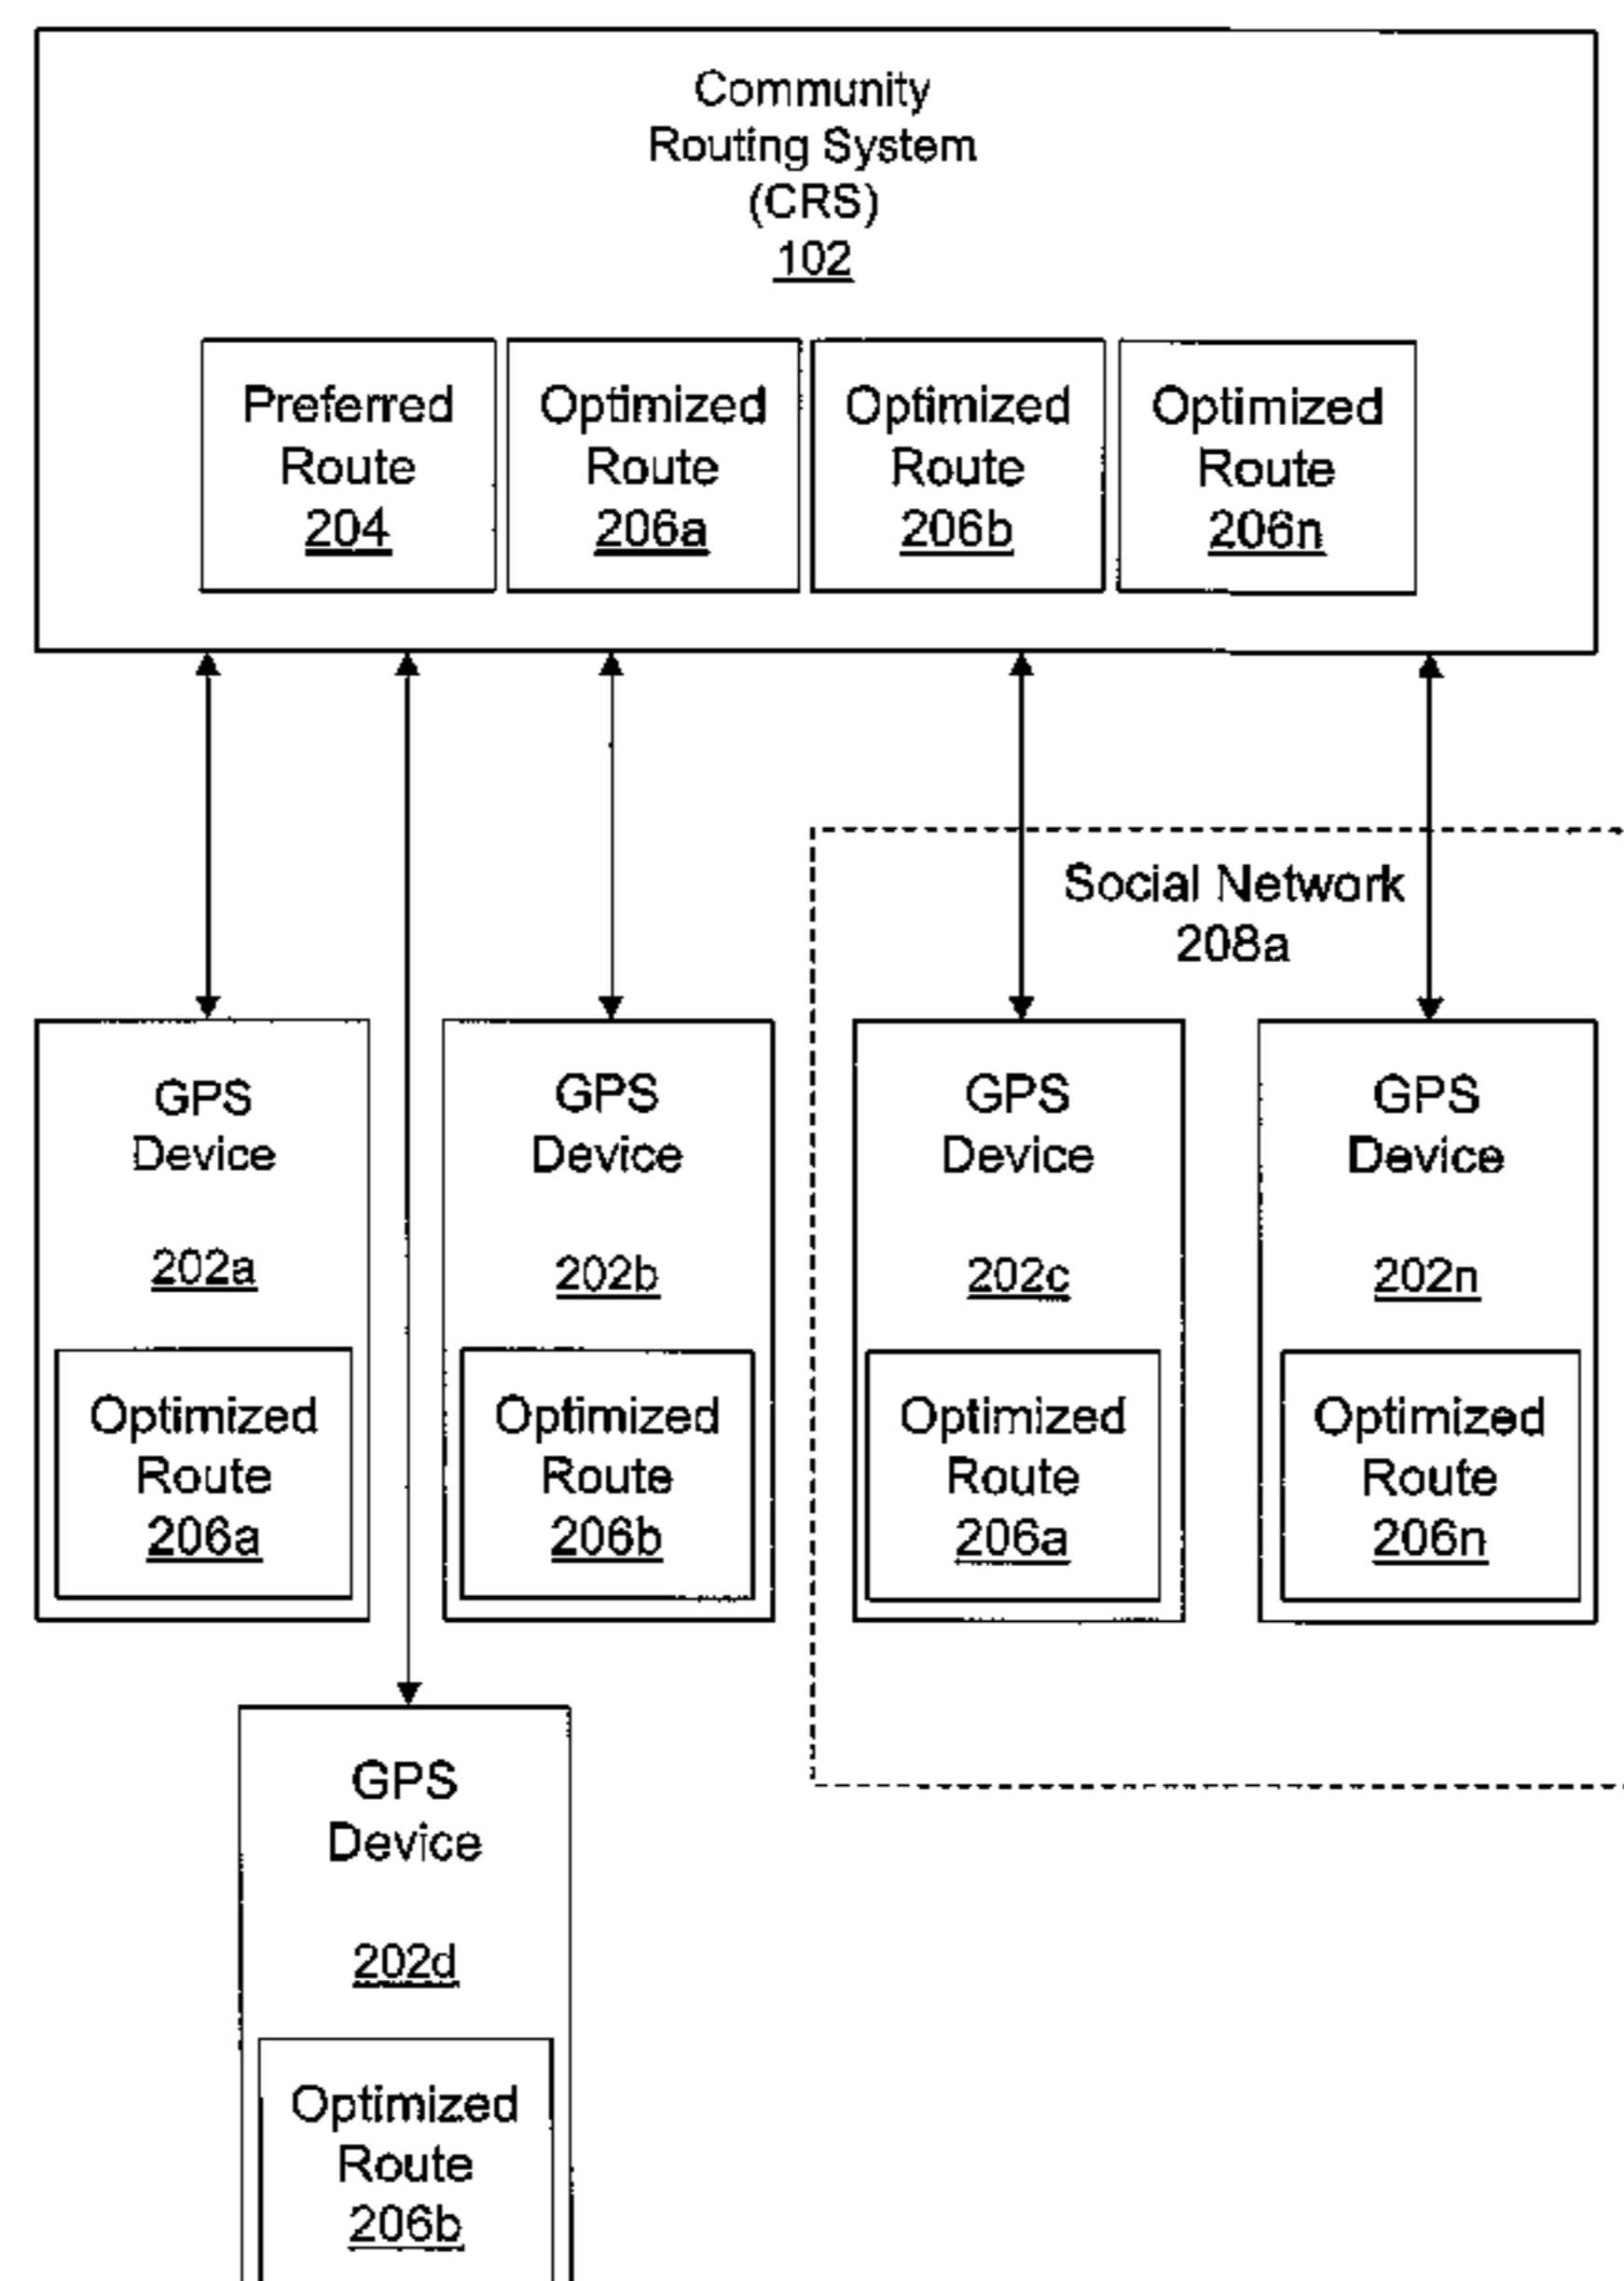 Community
Routing System
(CRS)
102
Preferred
Route
204
Optimized
Route
206a
Optimized
Route
206b
Optimized
Route
206n
Social Network
208a
GPS
Device
202a
Optimized
Route
206a
GPS
Device
202b
Optimized
Route
206b
GPS
Device
202c
Optimized
Route
206a
GPS
Device
202n
Optimized
Route
206n
GPS
Device
202d
Optimized
Route
206b